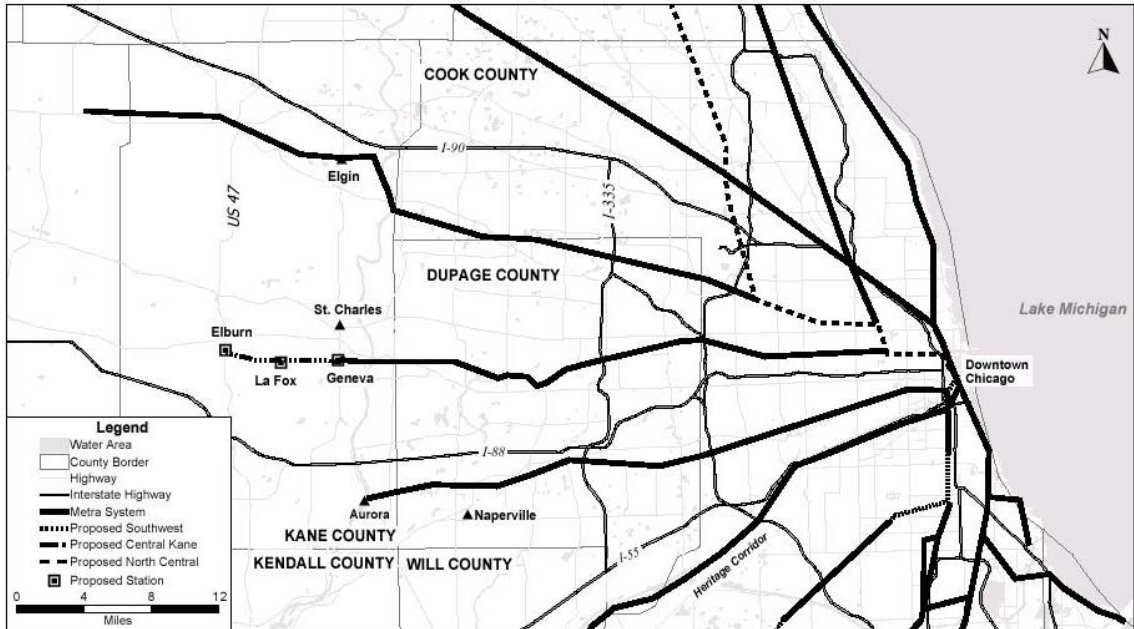 N
COOK COUNTY
I-90
Elgin
US 47
I-335
DUPAGE COUNTY
St. Charles
Lake Michigan
Elburn
La Fox
Geneva
Downtown
Chicago
Legend
Water Area
County Border
Highway
Interstate Highway
Metra System
Proposed Southwest
Proposed Central Kane
Proposed North Central
Proposed Station
0 4 8 12
Miles
I-88
Aurora
Naperville
KANE COUNTY
KENDALL COUNTY
WILL COUNTY
I-55
Heritage Corridor